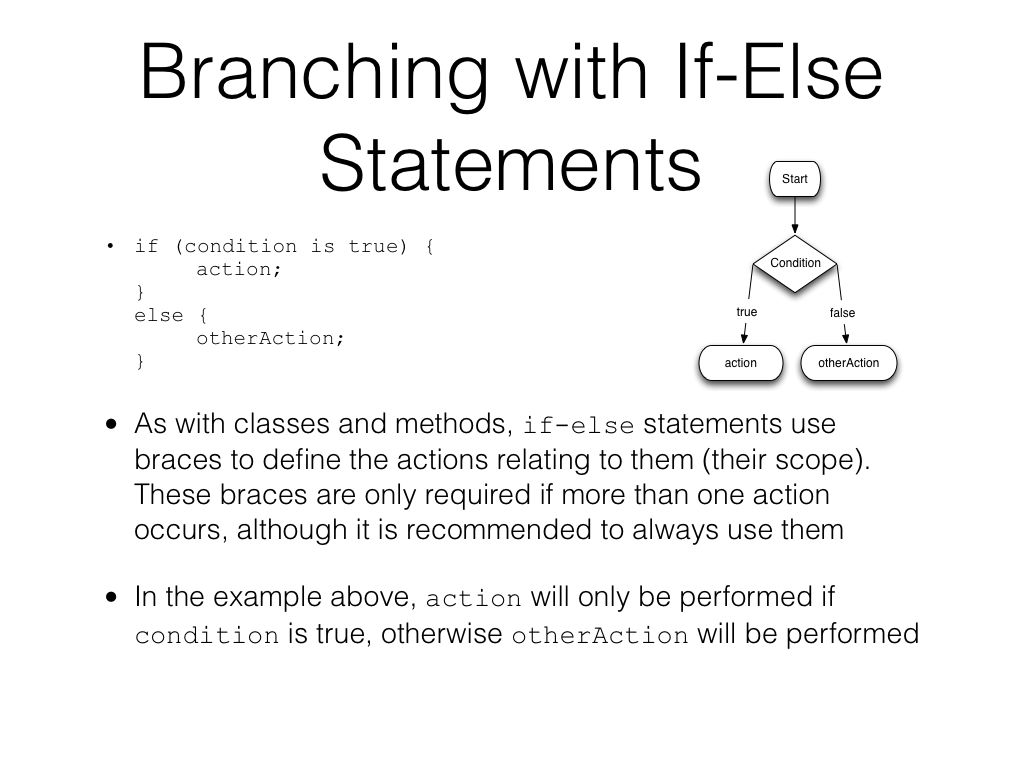 Branching with If-Else
Statements
• if (condition is true) {
action;
}
else {
otherAction;
}
Start
Condition
true false
action otherAction
• As with classes and methods, if-else statements use
braces to define the actions relating to them (their scope).
These braces are only required if more than one action
occurs, although it is recommended to always use them
• In the example above, action will only be performed if
condition is true, otherwise otherAction will be performed